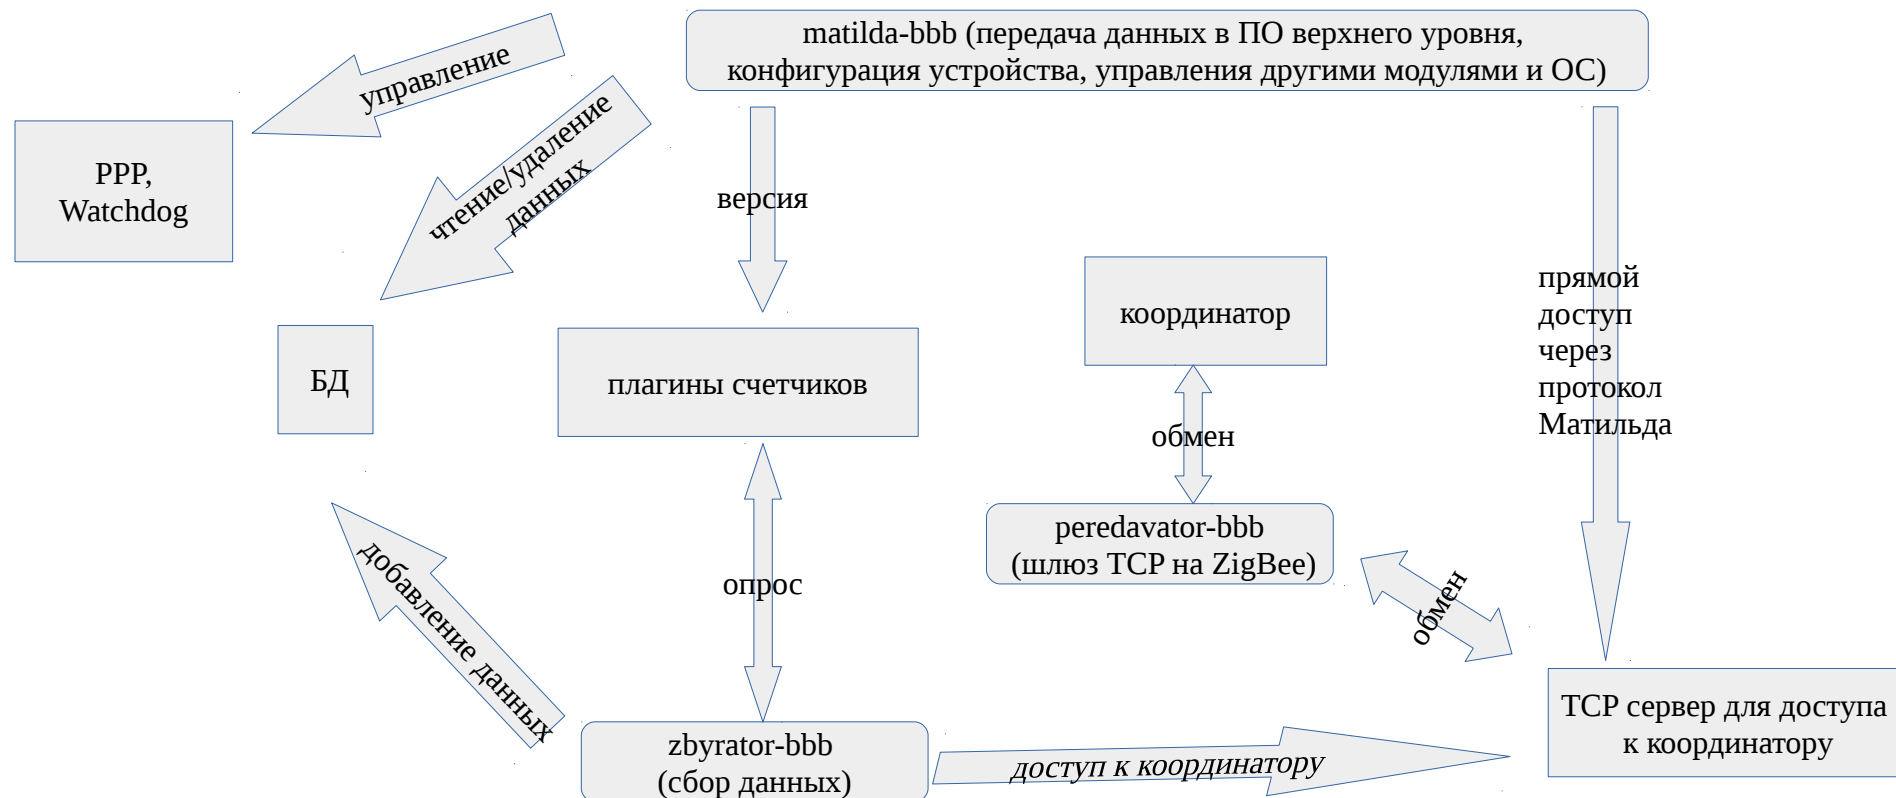 matilda-bbb (передача данных в ПО верхнего уровня,
конфигурация устройства, управления другими модулями и ОС)
управление
PPP,
Watchdog
чтение/удаление
данных
версия
координатор
прямой
доступ
через
протокол
Матильда
БД
плагины счетчиков
обмен
peredavator-bbb
(шлюз TCP на ZigBee)
добавление данных
опрос
обмен
zbyrator-bbb
(сбор данных)
доступ к координатору
TCP сервер для доступа
к координатору